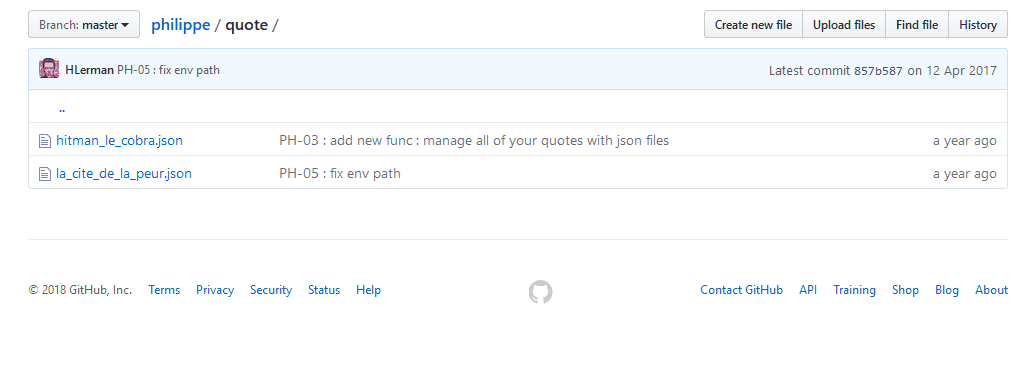 Branch: master philippe / quote / Create new file Upload files Find file History
HLerman PH-05 : fix env path Latest commit 857b587 on 12 Apr 2017
..
hitman_le_cobra.json PH-03 : add new func : manage all of your quotes with json files a year ago
la_cite_de_la_peur.json PH-05 : fix env path a year ago
© 2018 GitHub, Inc. Terms Privacy Security Status Help Contact GitHub API Training Shop Blog About